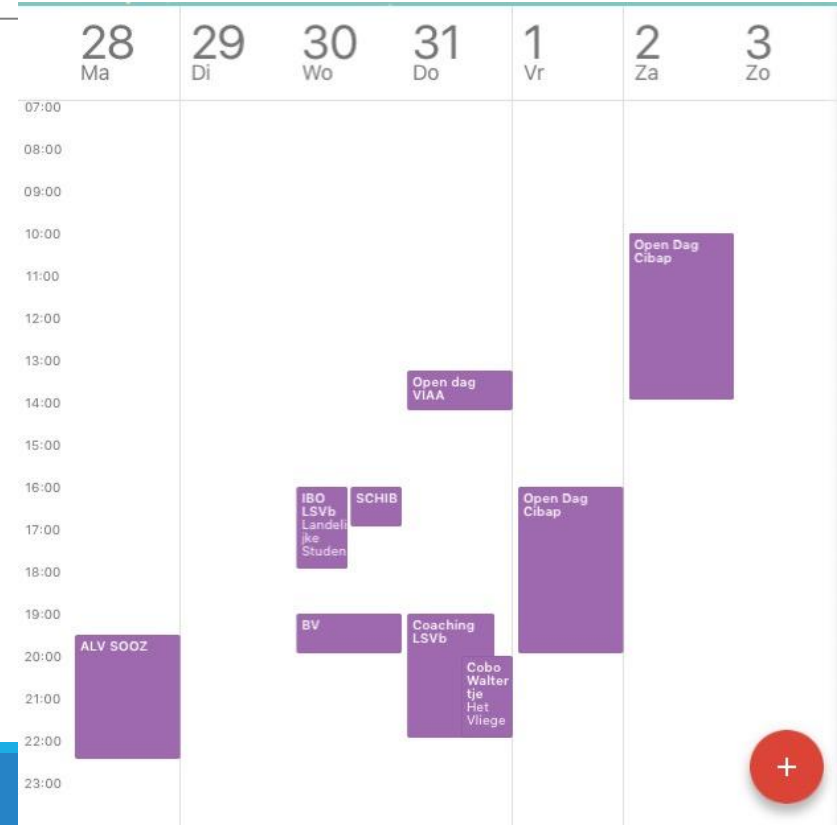 28 29 30 31 1 2 3
Ma Di Wo Do Vr Za Zo
07:00
08:00
09:00
10:00
11:00
12:00
13:00
14:00
15:00
16:00
17:00
18:00
19:00
20:00
21:00
22:00
23:00
ALV SOOZ
IBO
LSVb
Landeli
jke
Studen
SCHIB
BV
Open dag
VIAA
Coaching
LSVb
Cobo
Walter
tje
Het
Vliege
Open Dag
Cibap
Open Dag
Cibap
+